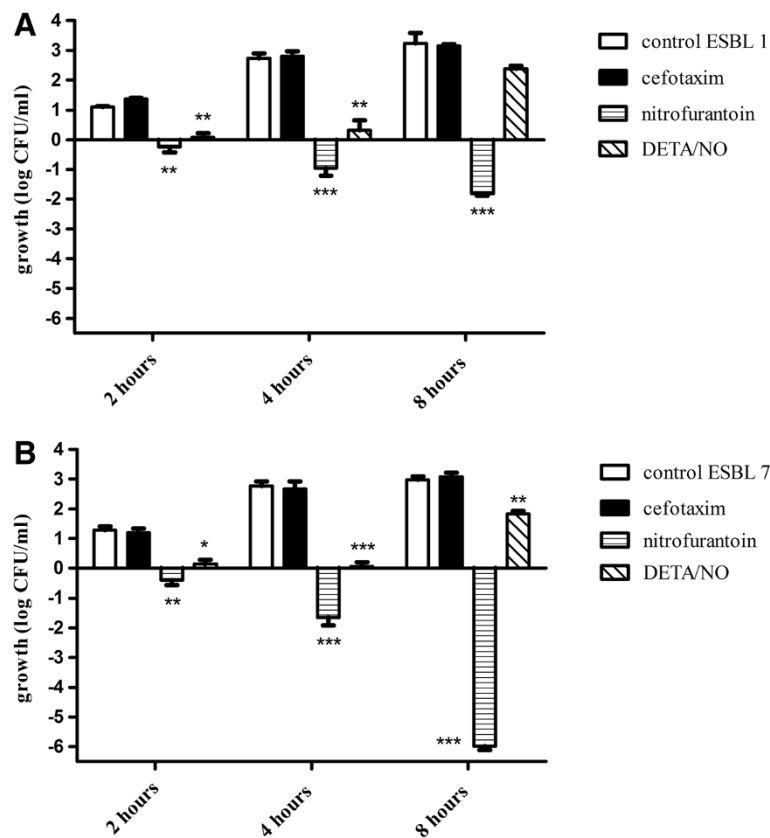 A
growth (log CFU/ml)
4
3
2
1
0
-1
-2
-3
-4
-5
-6
**
**
**
***
***
2 hours
4 hours
8 hours
control ESBL 1
cefotaxim
nitrofurantoin
DETA/NO
B
growth (log CFU/ml)
4
3
2
1
0
-1
-2
-3
-4
-5
-6
*
**
***
***
**
***
2 hours
4 hours
8 hours
control ESBL 7
cefotaxim
nitrofurantoin
DETA/NO